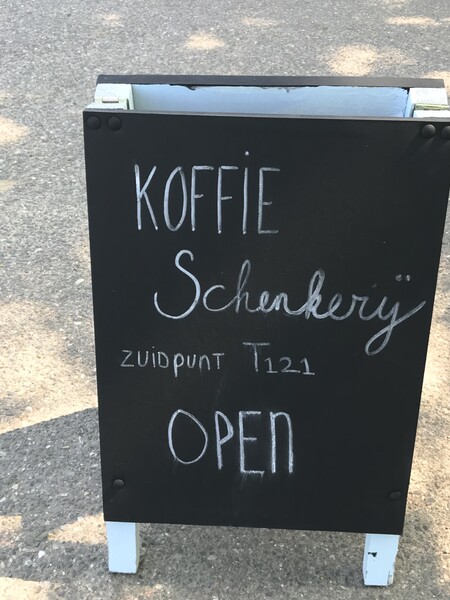 KOFFiE
Schenkerij
ZUIDPUNT T121
OPEN